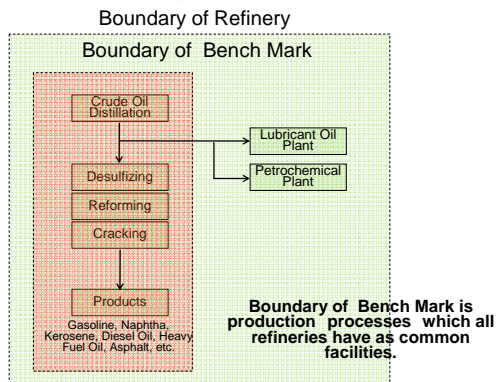 Boundary of Refinery
Boundary of Bench Mark
Crude Oil
Distillation
Lubricant Oil
Plant
Petrochemical
Plant
Desulfizing
Reforming
Cracking
Products
Gasoline, Naphtha,
Kerosene, Diesel Oil, Heavy
Fuel Oil, Asphalt, etc.
Boundary of Bench Mark is
production processes which all
refineries have as common
facilities.